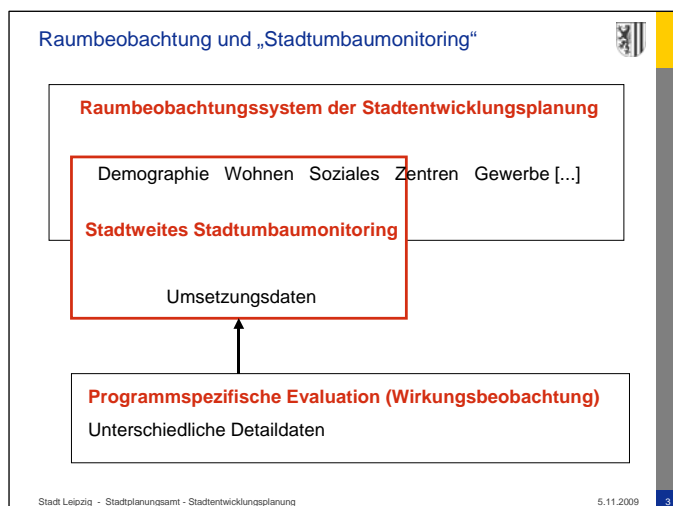 Raumbeobachtung und „Stadtumbaumonitoring“
Raumbeobachtungssystem der Stadtentwicklungsplanung
Demographie Wohnen Soziales Zentren Gewerbe [...]
Stadtweites Stadtumbaumonitoring
Umsetzungsdaten
Programmspezifische Evaluation (Wirkungsbeobachtung)
Unterschiedliche Detaildaten
Stadt Leipzig - Stadtplanungsamt - Stadtentwicklungsplanung 5.11.2009 3